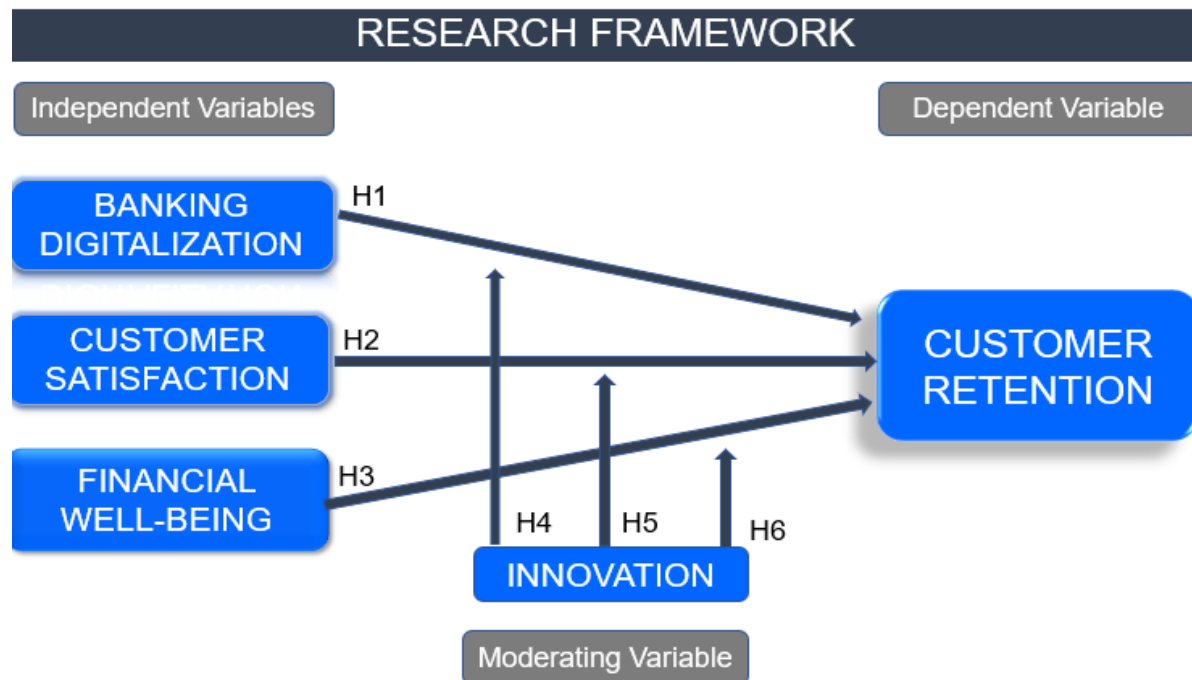 RESEARCH FRAMEWORK
Independent Variables
Dependent Variable
BANKING
DIGITALIZATION
H1
CUSTOMER
SATISFACTION
H2
CUSTOMER
RETENTION
FINANCIAL
WELL-BEING
H3
H4
H5
H6
INNOVATION
Moderating Variable